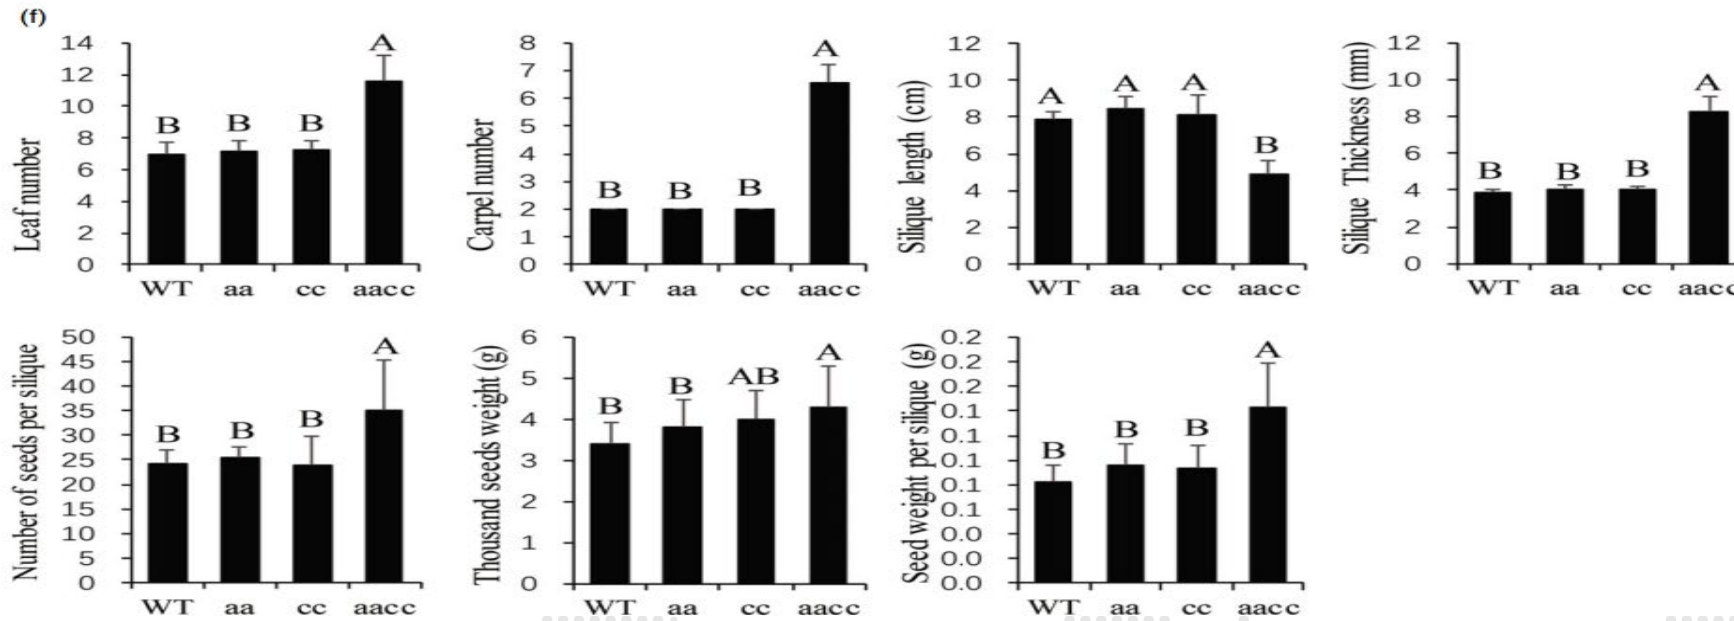 (f)
Leaf number
14
12
10
8
6
4
2
0
B
B
B
A
WT aa cc aacc
Carpel number
8
7
6
5
4
3
2
1
0
B
B
B
A
WT aa cc aacc
Silique length (cm)
12
10
8
6
4
2
0
A
A
A
B
WT aa cc aacc
Silique Thickness (mm)
12
10
8
6
4
2
0
B
B
B
A
WT aa cc aacc
Number of seeds per silique
50
45
40
35
30
25
20
15
10
5
0
B
B
B
A
WT aa cc aacc
Thousand seeds weight (g)
6
5
4
3
2
1
0
B
B
AB
A
WT aa cc aacc
Seed weight per silique (g)
0.2
0.2
0.2
0.1
0.1
0.1
0.1
0.1
0.0
0.0
0.0
B
B
B
A
WT aa cc aacc